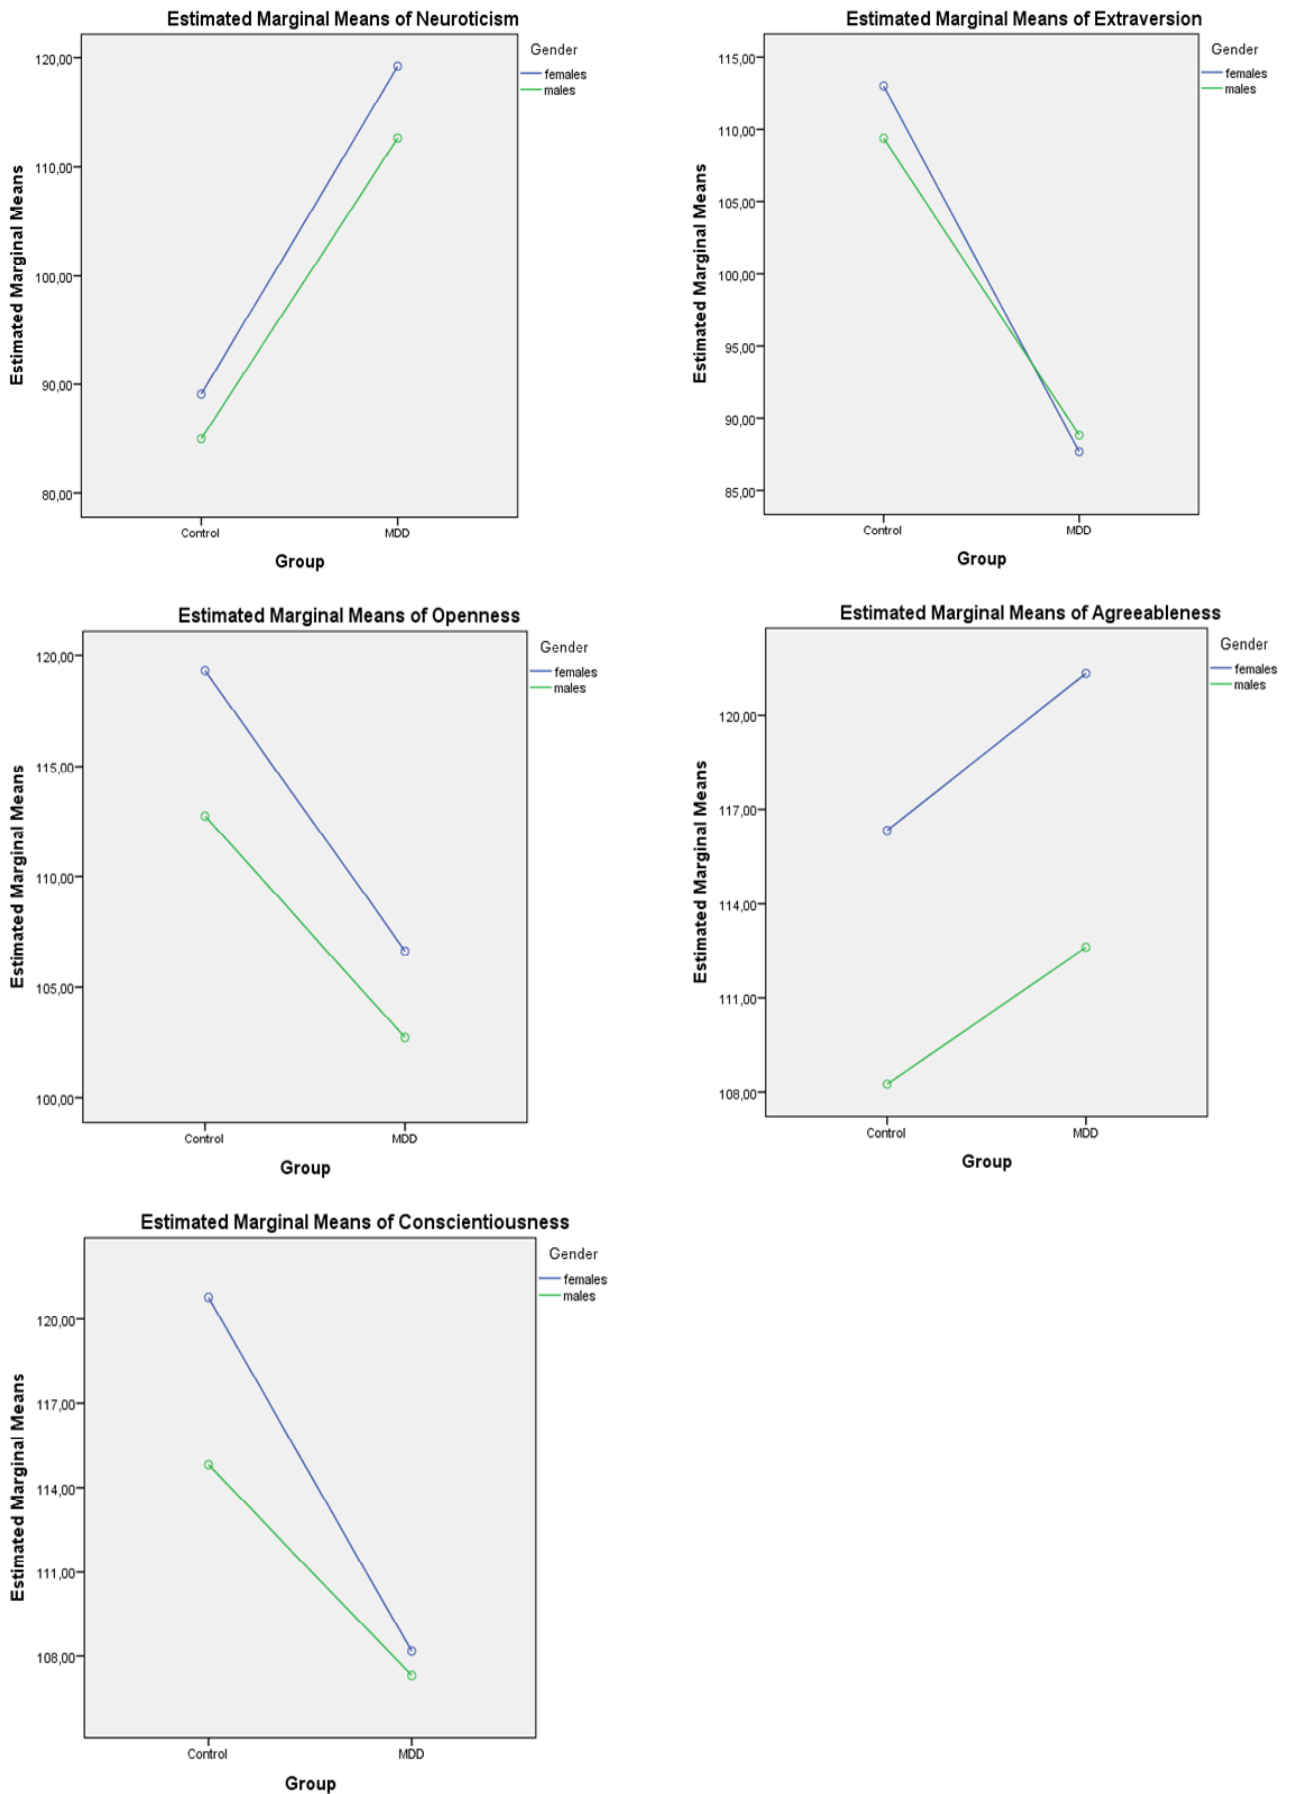 Estimated Marginal Means of Neuroticism
Gender
females
males
120,00
110,00
100,00
90,00
80,00
Estimated Marginal Means
Control
MDD
Group
Estimated Marginal Means of Extraversion
Gender
females
males
115,00
110,00
105,00
100,00
95,00
90,00
85,00
Estimated Marginal Means
Control
MDD
Group
Estimated Marginal Means of Openness
Gender
females
males
120,00
115,00
110,00
105,00
100,00
Estimated Marginal Means
Control
MDD
Group
Estimated Marginal Means of Agreeableness
Gender
females
males
120,00
117,00
114,00
111,00
108,00
Estimated Marginal Means
Control
MDD
Group
Estimated Marginal Means of Conscientiousness
Gender
females
males
120,00
117,00
114,00
111,00
108,00
Estimated Marginal Means
Control
MDD
Group